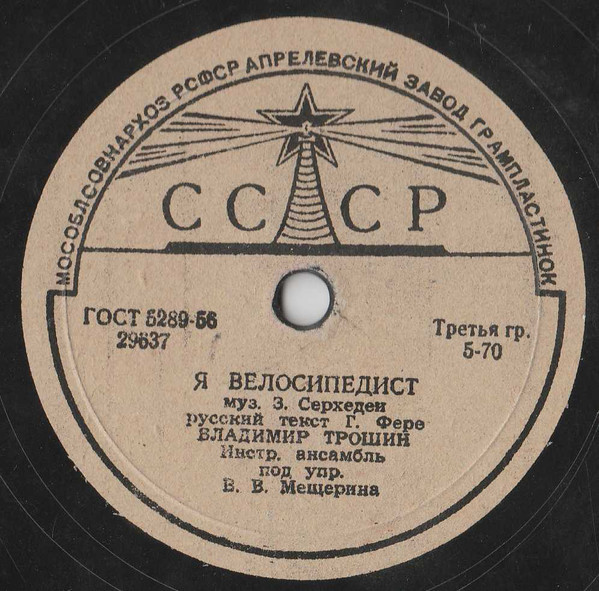 МОСОБЛСОВНАРХОЗ РСФСР АПРЕЛЕВСКИЙ ЗАВОД ГРАМПЛАСТИНОК
СССР
ГОСТ 5289-56
29637
Третья гр.
5-70
Я ВЕЛОСИПЕДИСТ
муз. З. Серхеден
русский текст Г. Фере
ВЛАДИМИР ТРОШИН
Инстр. ансамбль
под упр.
В. В. Мещерина